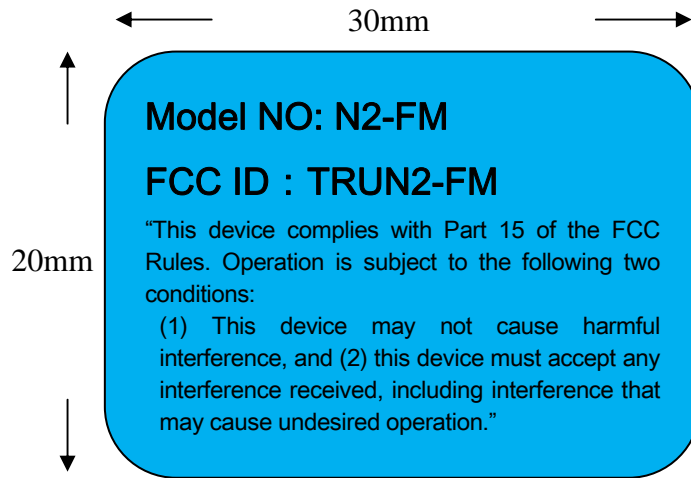 30mm
Model NO: N2-FM
FCC ID : TRUN2-FM
20mm
“This device complies with Part 15 of the FCC
Rules. Operation is subject to the following two
conditions:
(1) This device may not cause harmful
interference, and (2) this device must accept any
interference received, including interference that
may cause undesired operation.”